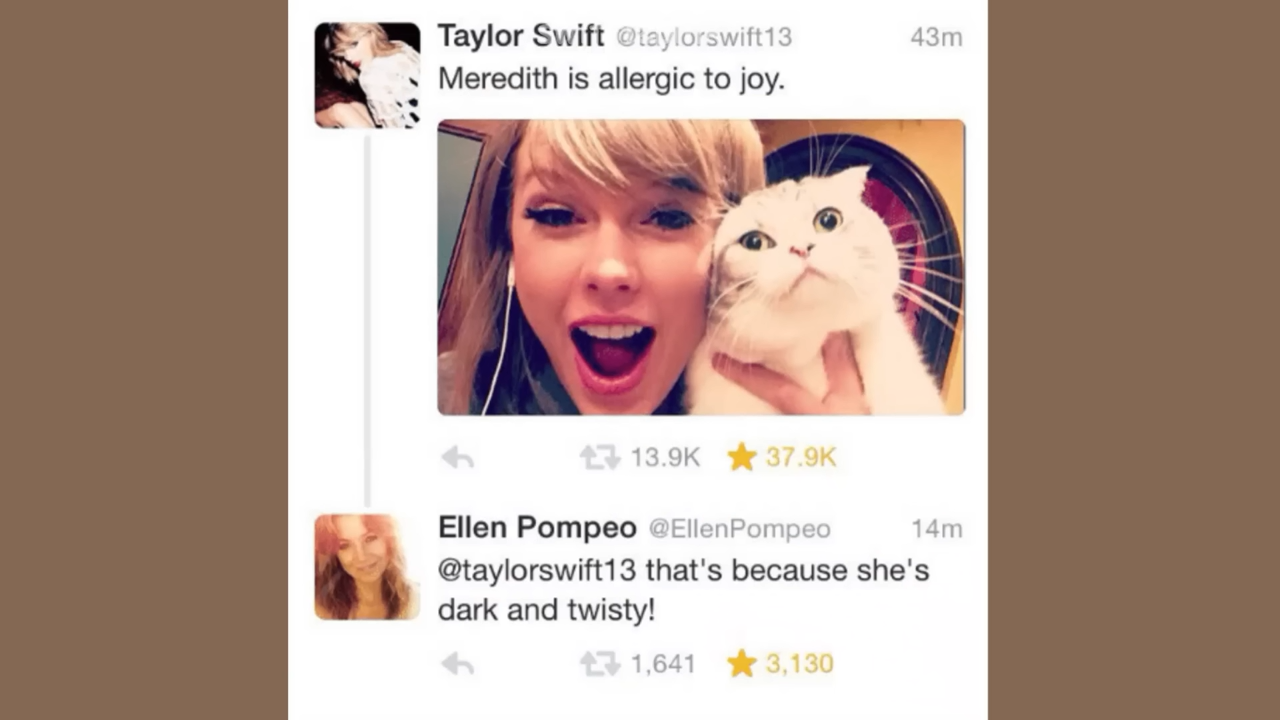 Taylor Swift @taylorswift13 43m
Meredith is allergic to joy.
13.9K 37.9K
Ellen Pompeo @EllenPompeo 14m
@taylorswift13 that's because she's
dark and twisty!
1,641 3,130